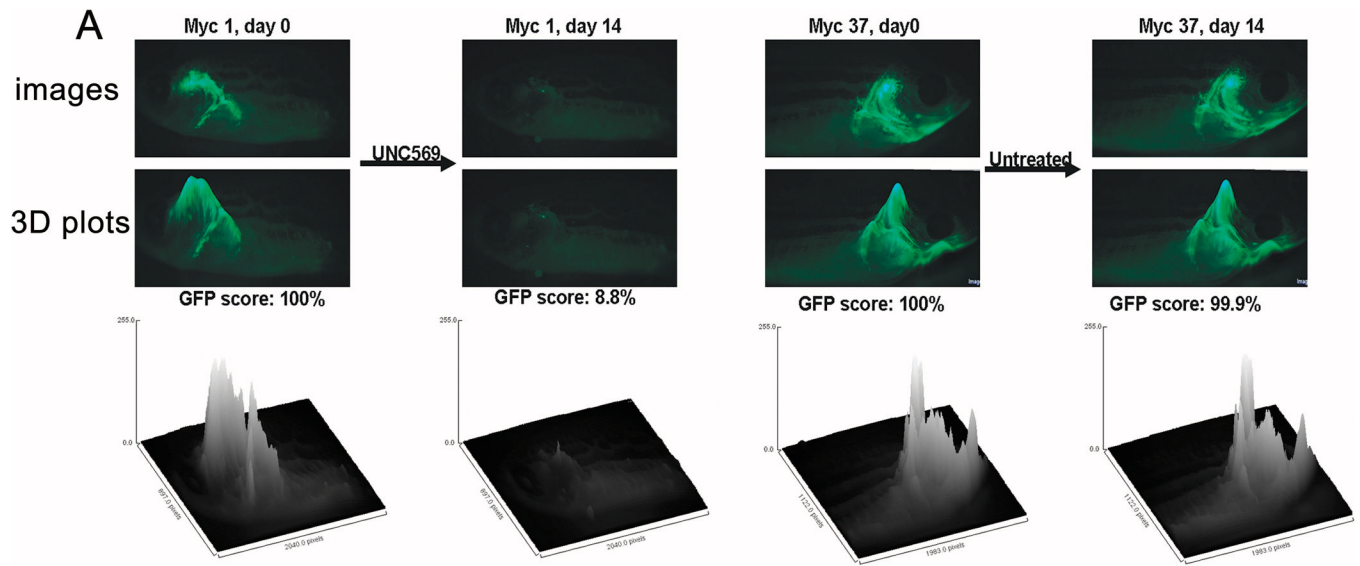 A
Myc 1, day 0
Myc 1, day 14
Myc 37, day0
Myc 37, day 14
images
UNC569
Untreated
3D plots
Imag
Imag
GFP score: 100%
GFP score: 8.8%
GFP score: 100%
GFP score: 99.9%
255.0
0.0
897.0 pixels
2040.0 pixels
255.0
0.0
897.0 pixels
2040.0 pixels
255.0
0.0
1122.0 pixels
1983.0 pixels
255.0
0.0
1122.0 pixels
1983.0 pixels